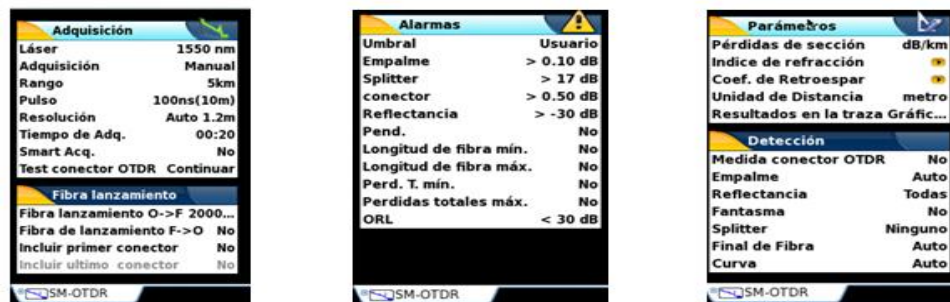 Adquisición
Láser 1550 nm
Adquisición Manual
Rango 5km
Pulso 100ns(10m)
Resolución Auto 1.2m
Tiempo de Adq. 00:20
Smart Acq. No
Test conector OTDR Continuar
Fibra lanzamiento
Fibra lanzamiento O->F 2000...
Fibra de lanzamiento F->O No
Incluir primer conector No
Incluir ultimo conector No
SM-OTDR
Alarmas
Umbral Usuario
Empalme > 0.10 dB
Splitter > 17 dB
conector > 0.50 dB
Reflectancia > -30 dB
Pend. No
Longitud de fibra mín. No
Longitud de fibra máx. No
Perd. T. mín. No
Perdidas totales máx. No
ORL < 30 dB
SM-OTDR
Parámetros
Pérdidas de sección dB/km
Indice de refracción
Coef. de Retroespar
Unidad de Distancia metro
Resultados en la traza Gráfic...
Detección
Medida conector OTDR No
Empalme Auto
Reflectancia Todas
Fantasma No
Splitter Ninguno
Final de Fibra Auto
Curva Auto
SM-OTDR